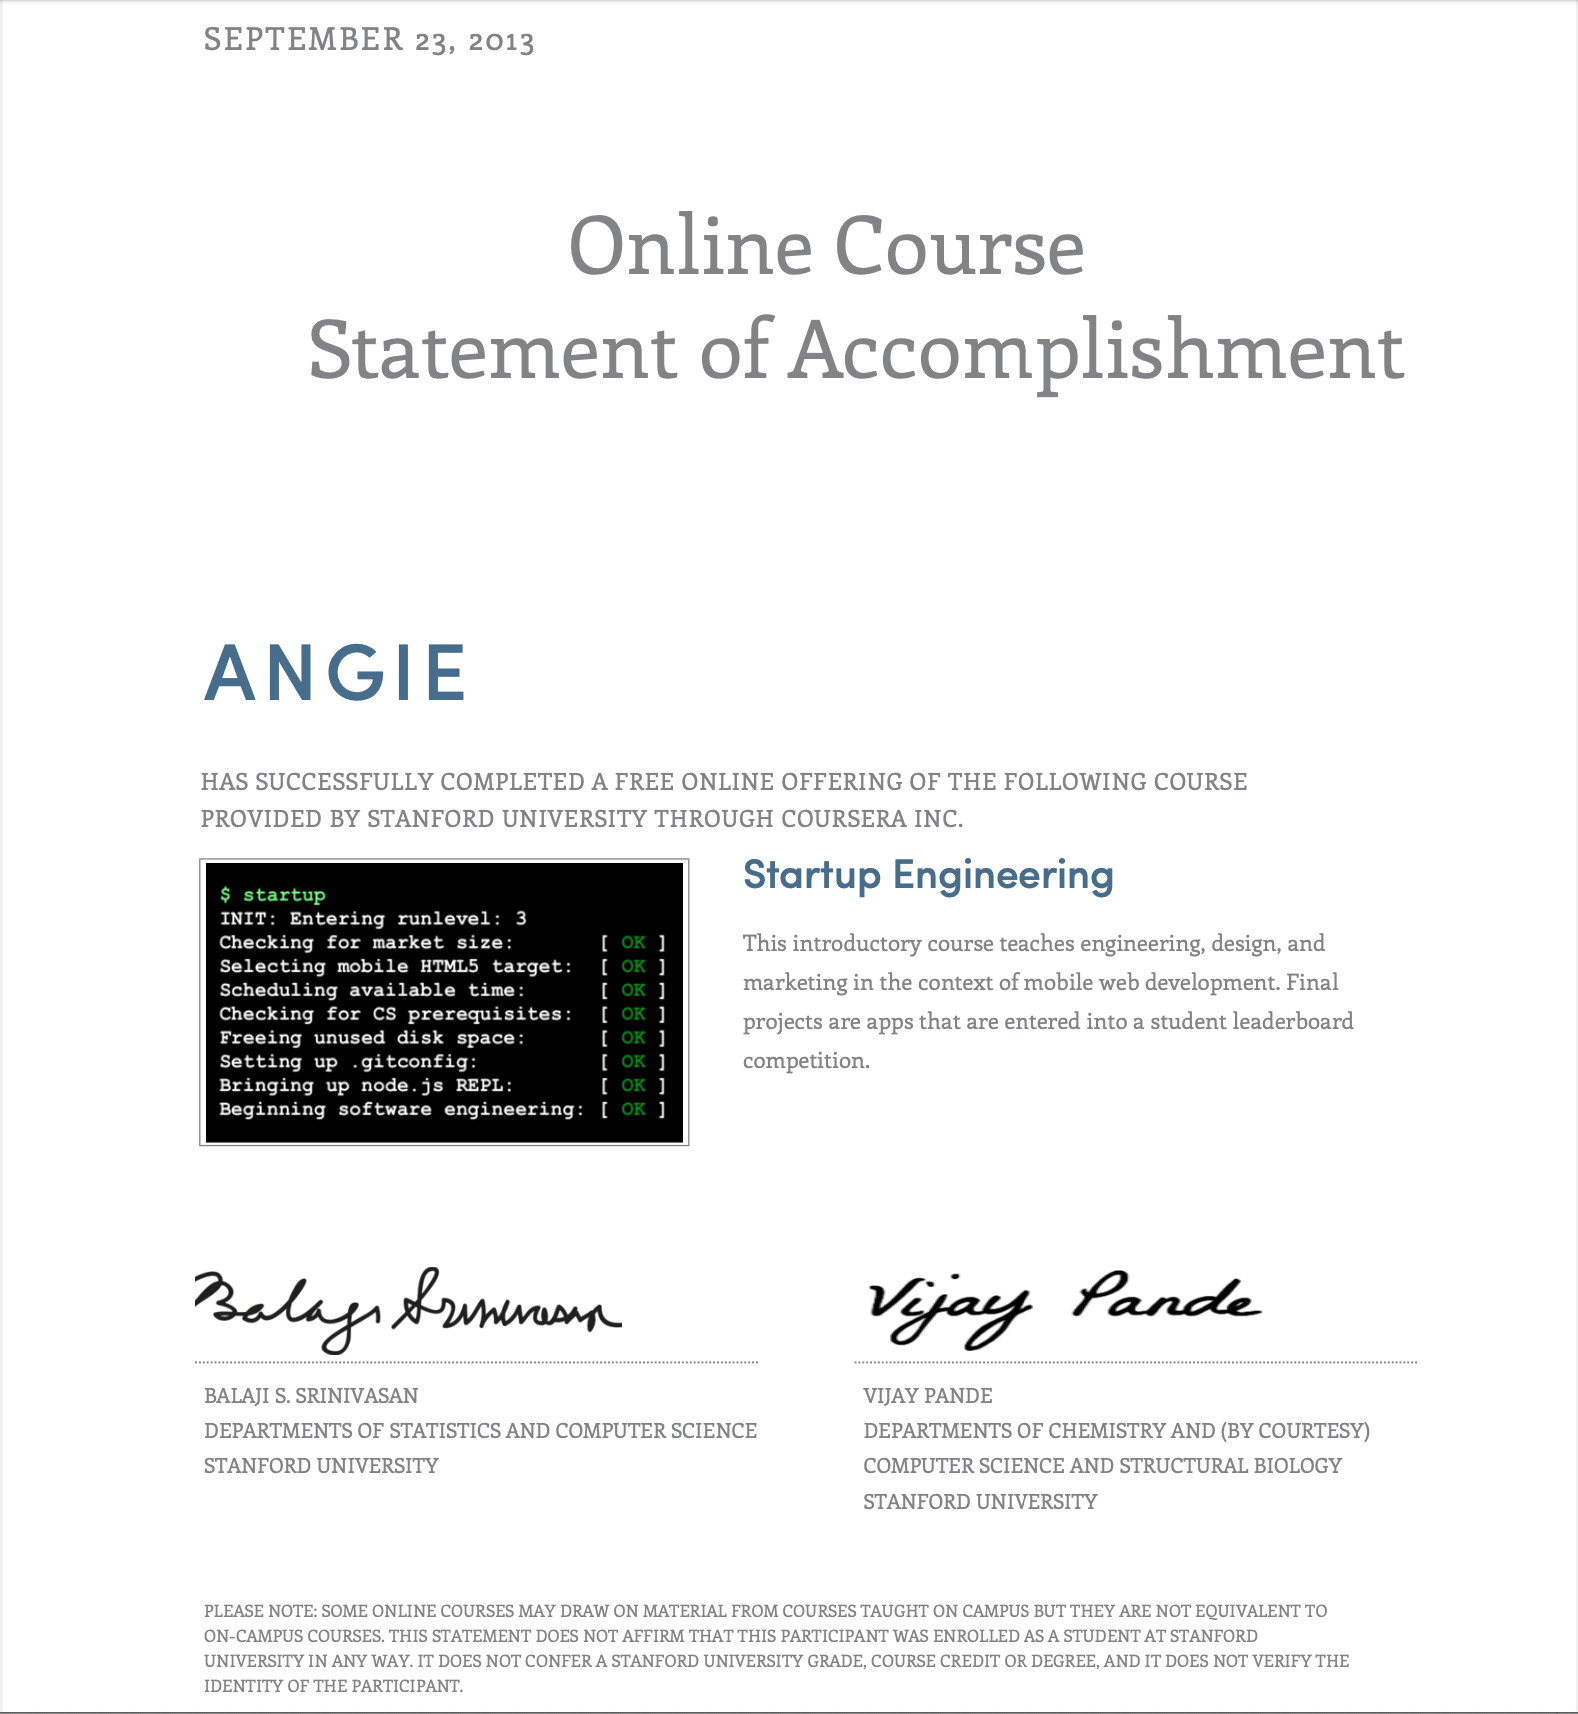 SEPTEMBER 23, 2013
Online Course
Statement of Accomplishment
ANGIE
HAS SUCCESSFULLY COMPLETED A FREE ONLINE OFFERING OF THE FOLLOWING COURSE
PROVIDED BY STANFORD UNIVERSITY THROUGH COURSERA INC.
$ startup
INIT: Entering runlevel: 3
Checking for market size: [ OK ]
Selecting mobile HTML5 target: [ OK ]
Scheduling available time: [ OK ]
Checking for CS prerequisites: [ OK ]
Freeing unused disk space: [ OK ]
Setting up .gitconfig: [ OK ]
Bringing up node.js REPL: [ OK ]
Beginning software engineering: [ OK ]
Startup Engineering
This introductory course teaches engineering, design, and
marketing in the context of mobile web development. Final
projects are apps that are entered into a student leaderboard
competition.
Balaji Srinivasan
BALAJI S. SRINIVASAN
DEPARTMENTS OF STATISTICS AND COMPUTER SCIENCE
STANFORD UNIVERSITY
Vijay Pande
VIJAY PANDE
DEPARTMENTS OF CHEMISTRY AND (BY COURTESY)
COMPUTER SCIENCE AND STRUCTURAL BIOLOGY
STANFORD UNIVERSITY
PLEASE NOTE: SOME ONLINE COURSES MAY DRAW ON MATERIAL FROM COURSES TAUGHT ON CAMPUS BUT THEY ARE NOT EQUIVALENT TO
ON-CAMPUS COURSES. THIS STATEMENT DOES NOT AFFIRM THAT THIS PARTICIPANT WAS ENROLLED AS A STUDENT AT STANFORD
UNIVERSITY IN ANY WAY. IT DOES NOT CONFER A STANFORD UNIVERSITY GRADE, COURSE CREDIT OR DEGREE, AND IT DOES NOT VERIFY THE
IDENTITY OF THE PARTICIPANT.